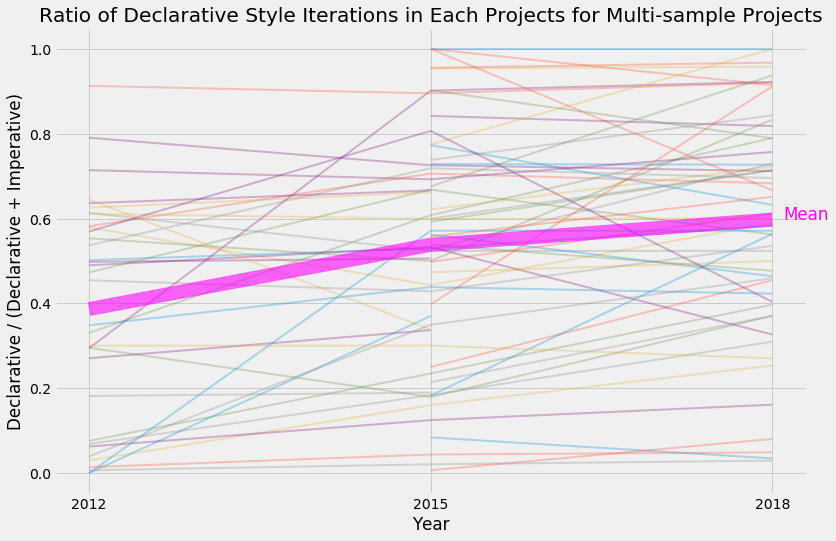 Ratio of Declarative Style Iterations in Each Projects for Multi-sample Projects
Declarative / (Declarative + Imperative)
1.0
0.8
0.6
0.4
0.2
0.0
Mean
2012
2015
2018
Year